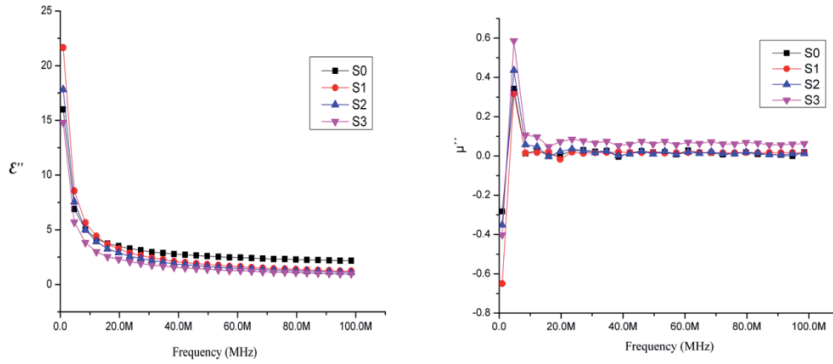 25
20
15
10
5
0
ε''
S0
S1
S2
S3
0.0
20.0M
40.0M
60.0M
80.0M
100.0M
Frequency (MHz)
0.6
0.4
0.2
0.0
-0.2
-0.4
-0.6
-0.8
μ´´
S0
S1
S2
S3
0.0
20.0M
40.0M
60.0M
80.0M
100.0M
Frequency (MHz)